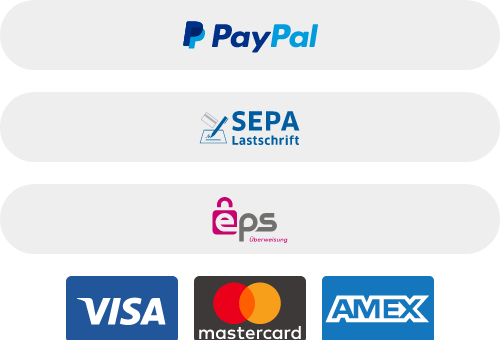 PayPal
SEPA
Lastschrift
eps
Überweisung
VISA
mastercard
AMEX